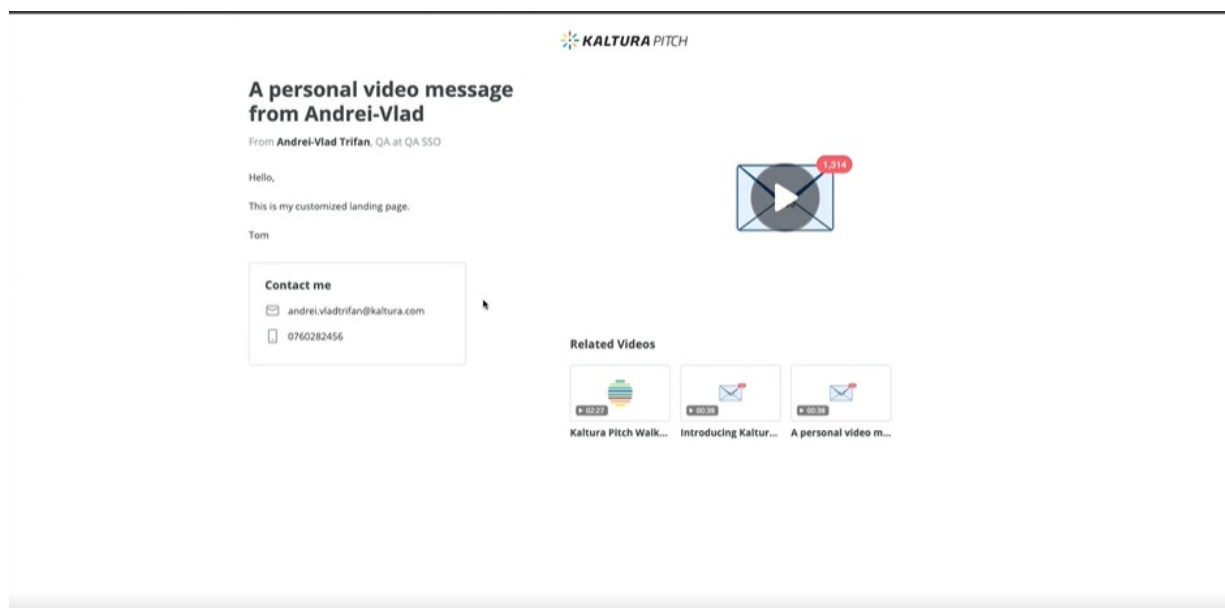 KALTURA PITCH
A personal video message
from Andrei-Vlad
From Andrei-Vlad Trifan, QA at QA SSO
Hello,
This is my customized landing page.
Tom
Contact me
andrei.vladtrifan@kaltura.com
0760282456
1,314
Related Videos
02:27
00:38
00:38
Kaltura Pitch Walk...
Introducing Kaltur...
A personal video m...